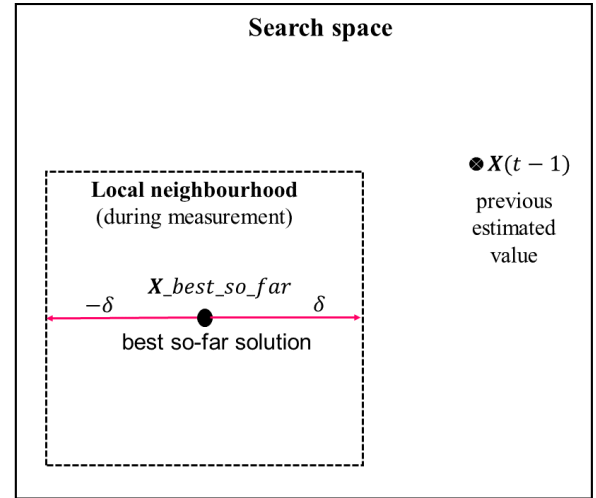 Search space
X(t − 1)
previous
estimated
value
Local neighbourhood
(during measurement)
X_best_so_far
−δ
δ
best so-far solution